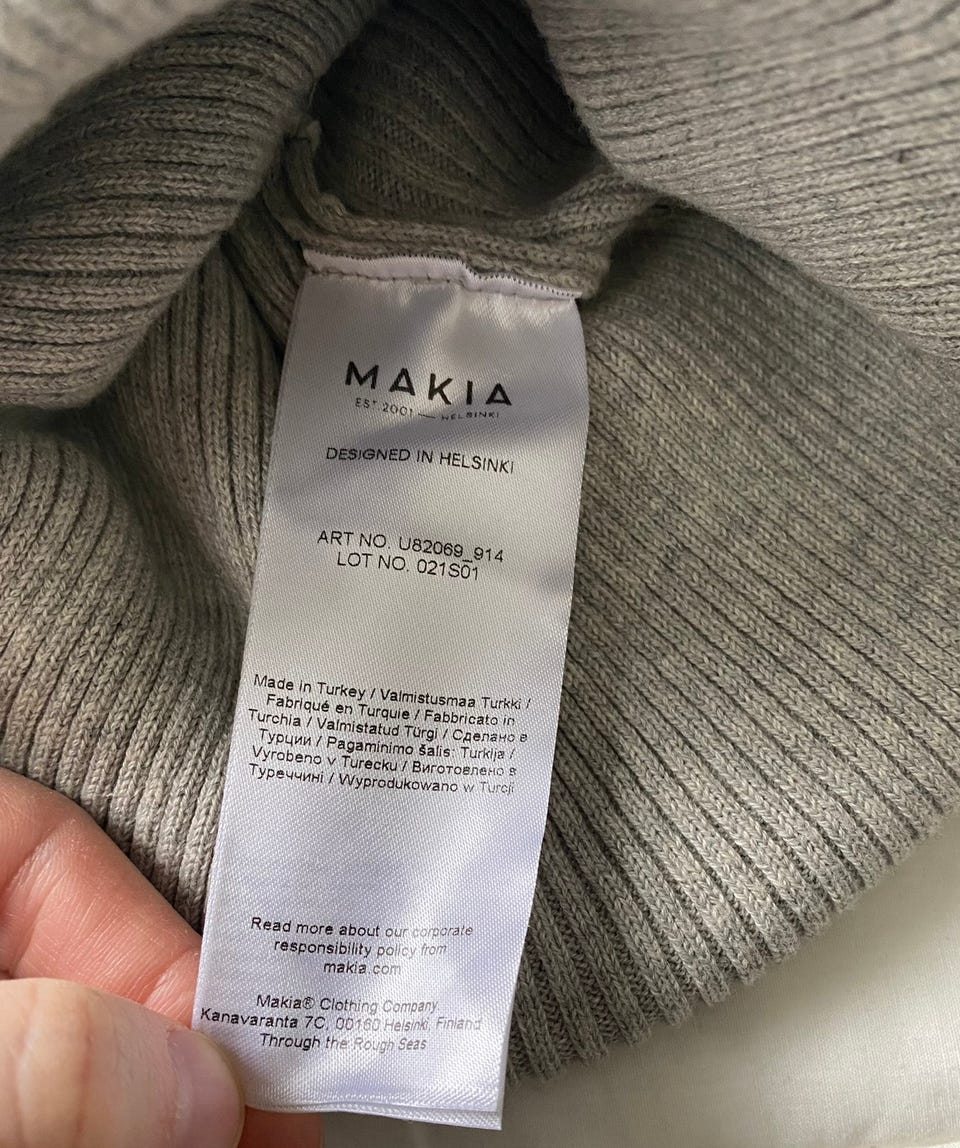 MAKIA
EST.2001 — HELSINKI
DESIGNED IN HELSINKI
ART NO. U82069_914
LOT NO. 021S01
Made in Turkey / Valmistusmaa Turkki /
Fabriqué en Turquie / Fabbricato in
Turchia / Valmistatud Türgi / Сделано в
Турции / Pagaminimo šalis: Turkija /
Vyrobeno v Turecku / Виготовлено в
Туреччині / Wyprodukowano w Turcji
Read more about our corporate
responsibility policy from
makia.com
Makia® Clothing Company
Kanavaranta 7C, 00160 Helsinki, Finland
Through the Rough Seas